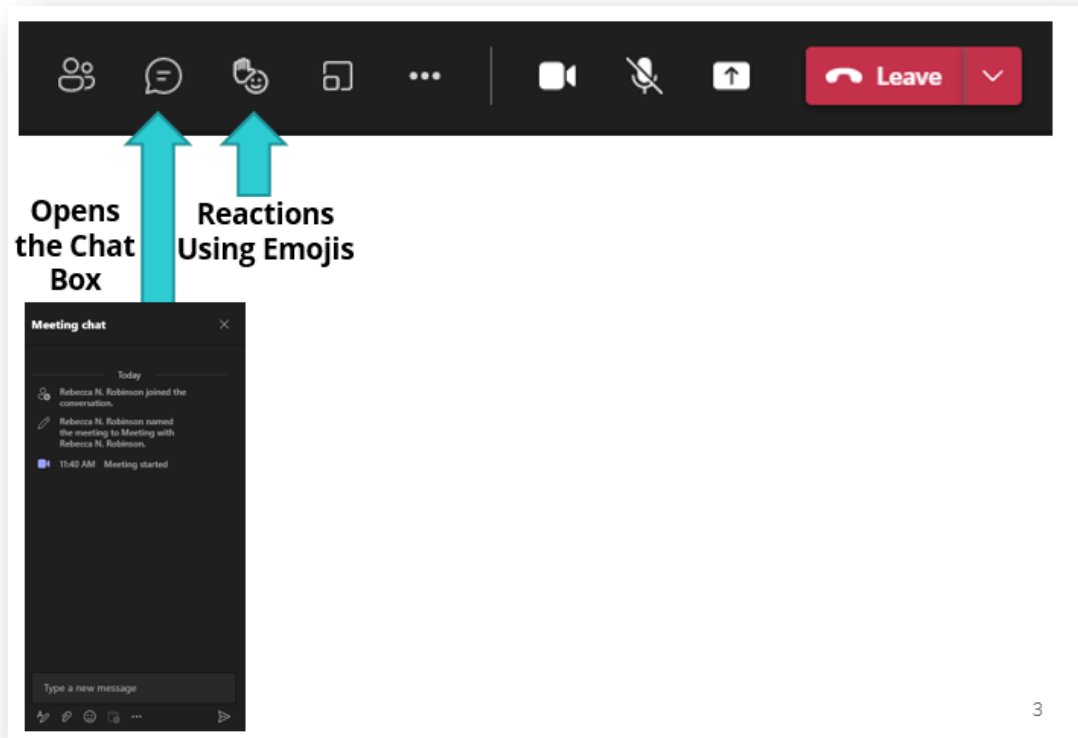 Leave
Opens
the Chat
Box
Reactions
Using Emojis
Meeting chat
Today
Rebecca N. Robinson joined the
conversation.
Rebecca N. Robinson named
the meeting to Meeting with
Rebecca N. Robinson.
11:40 AM Meeting started
Type a new message
3